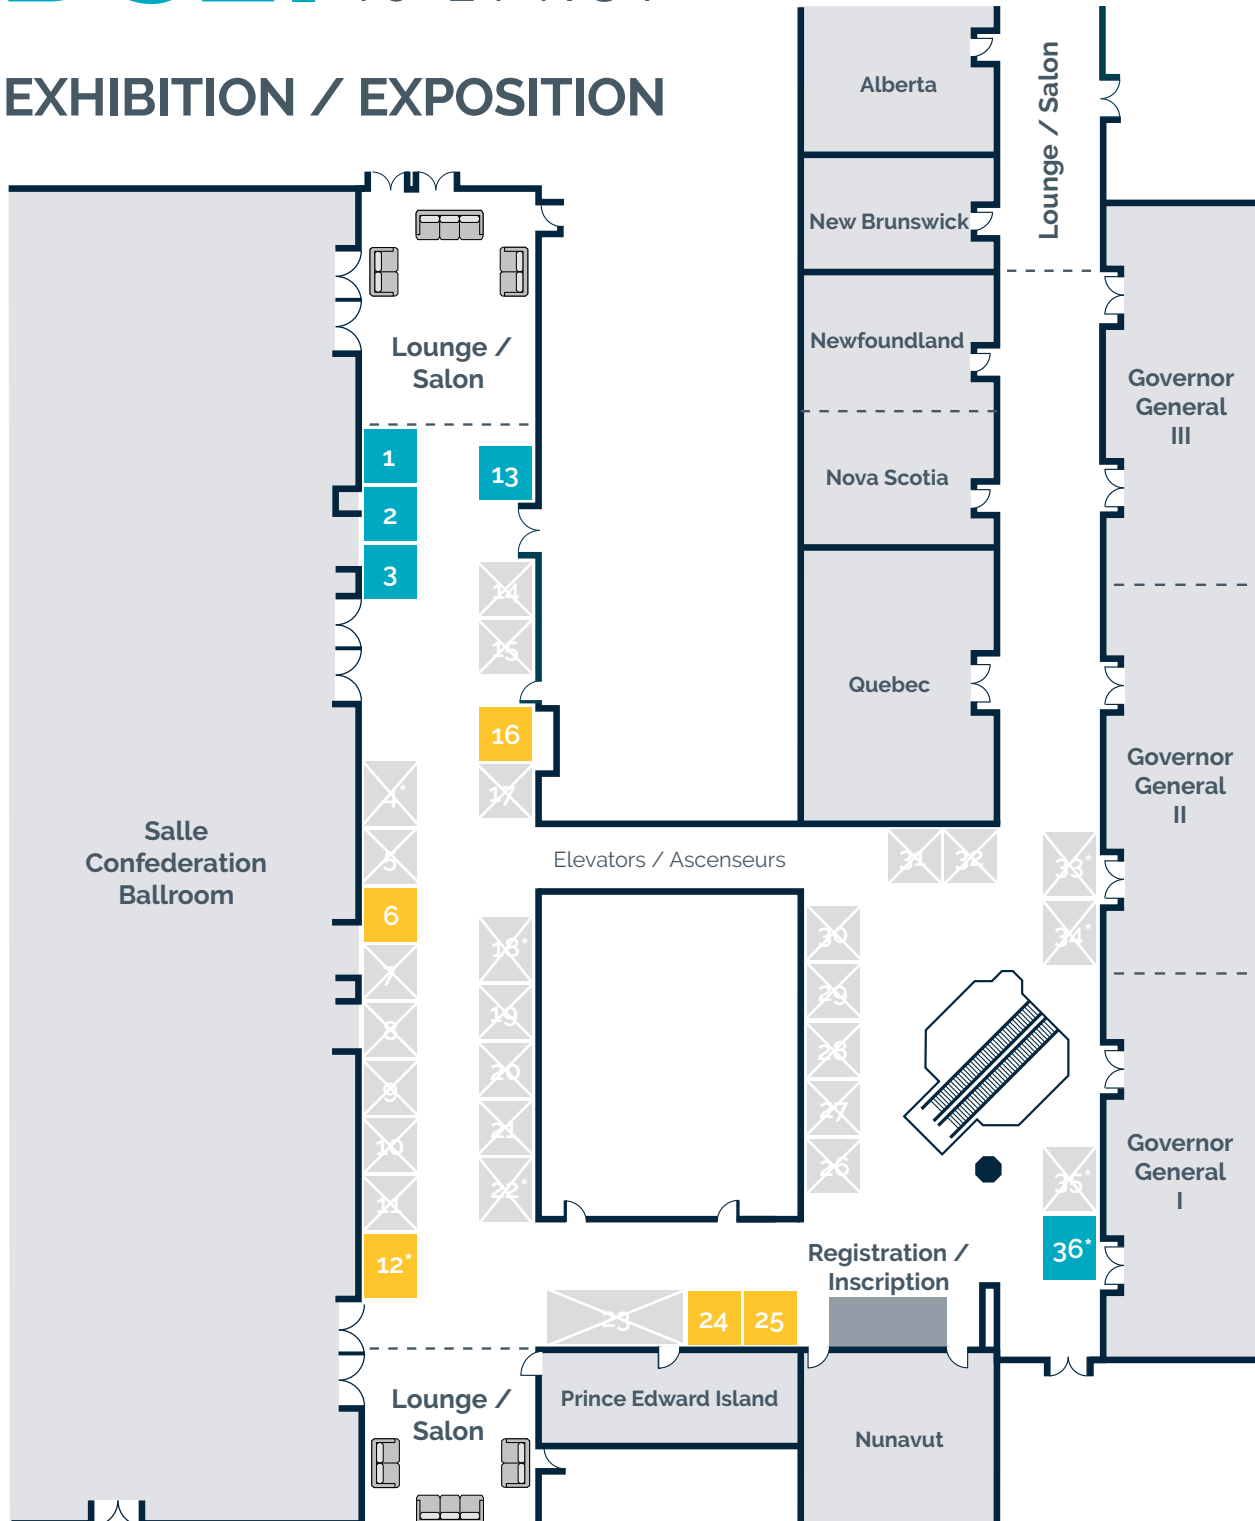 EXHIBITION / EXPOSITION
Alberta
Lounge / Salon
New Brunswick
Newfoundland
Nova Scotia
Quebec
Governor
General
III
Governor
General
II
Governor
General
I
Lounge /
Salon
1
2
3
13
14
15
16
17
4*
5
6
7
8
9
10
11
12*
18*
19
20
21
22*
Salle
Confederation
Ballroom
Elevators / Ascenseurs
31
32
33*
34*
30
29
28
27
26
35*
36*
Registration /
Inscription
23
24
25
Lounge /
Salon
Prince Edward Island
Nunavut